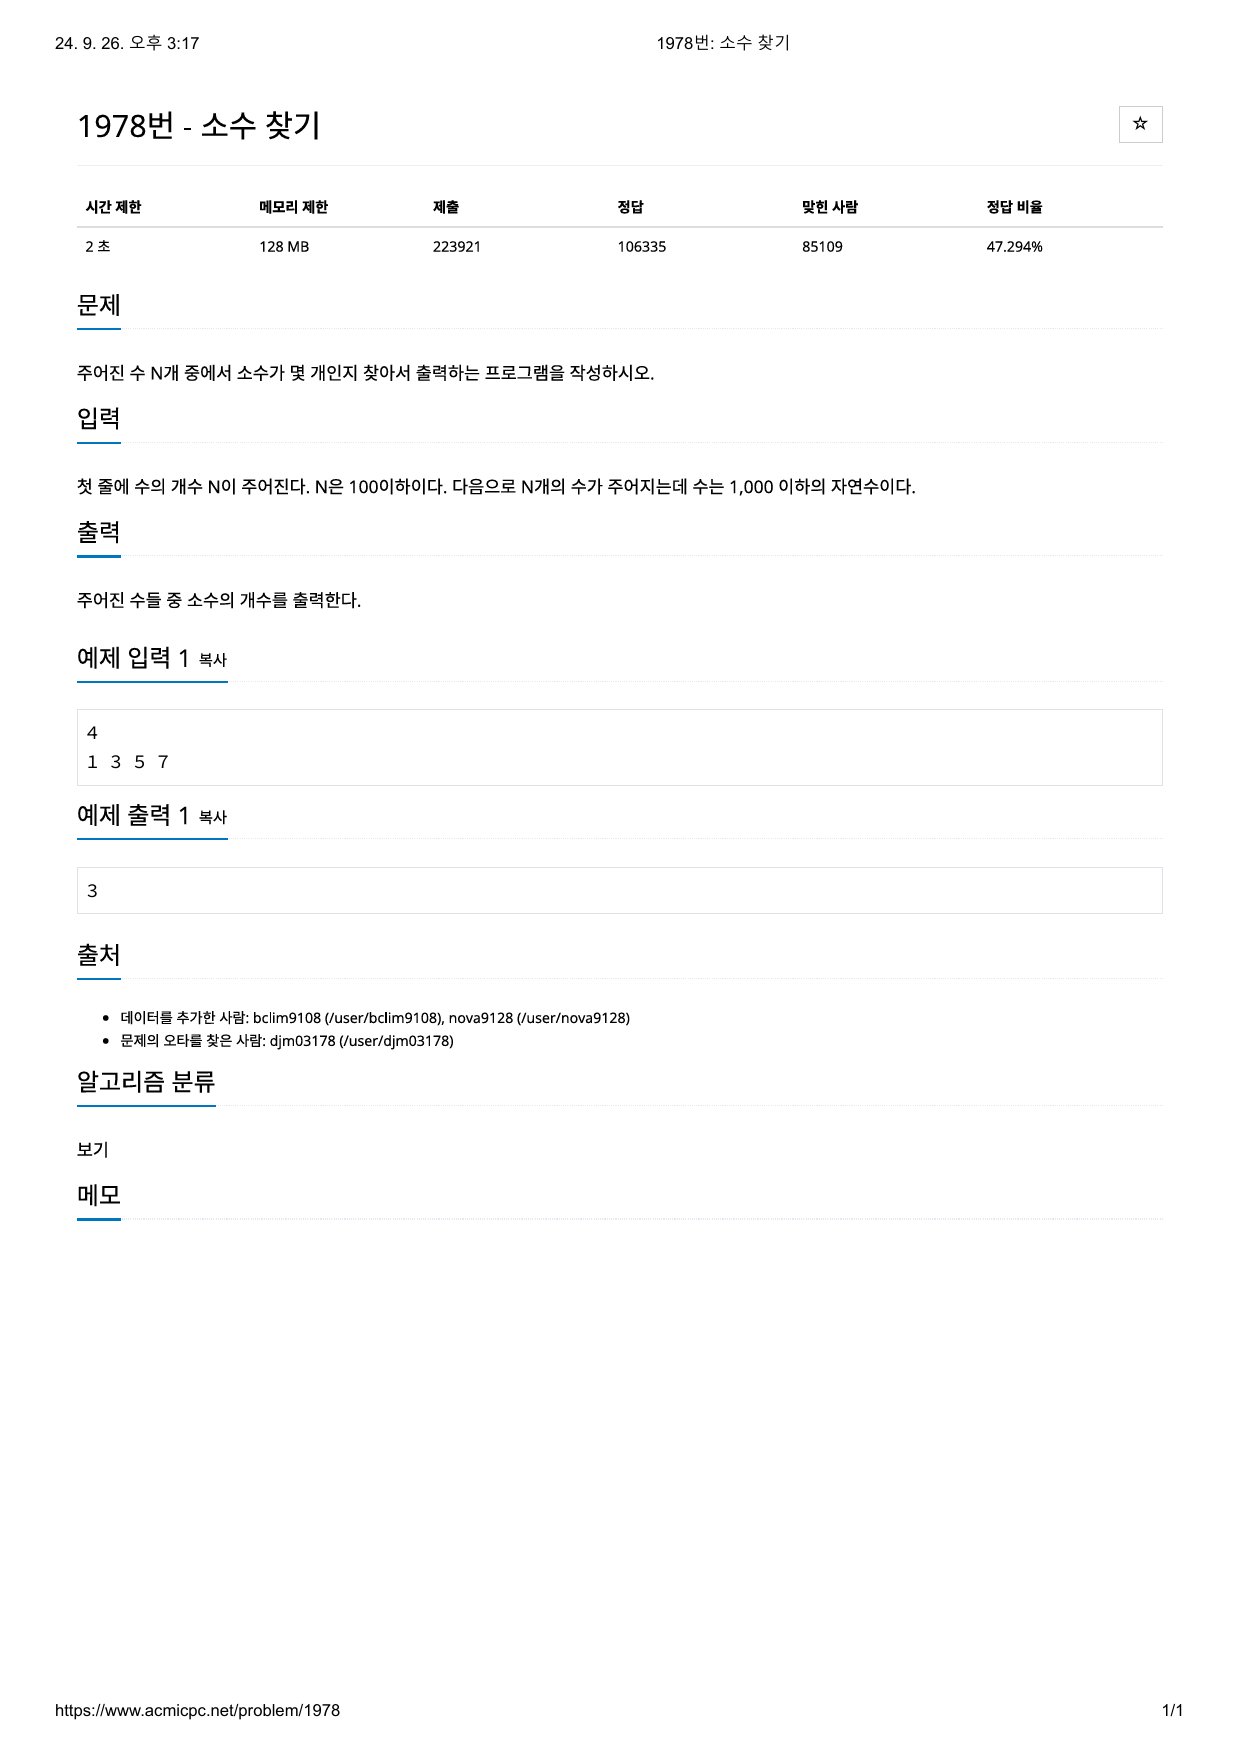 24. 9. 26. 오후 3:17
1978번: 소수 찾기
1978번 - 소수 찾기
☆
시간 제한 메모리 제한 제출 정답 맞힌 사람 정답 비율
2 초 128 MB 223921 106335 85109 47.294%
문제
주어진 수 N개 중에서 소수가 몇 개인지 찾아서 출력하는 프로그램을 작성하시오.
입력
첫 줄에 수의 개수 N이 주어진다. N은 100이하이다. 다음으로 N개의 수가 주어지는데 수는 1,000 이하의 자연수이다.
출력
주어진 수들 중 소수의 개수를 출력한다.
예제 입력 1 복사
4
1 3 5 7
예제 출력 1 복사
3
출처
• 데이터를 추가한 사람: bclim9108 (/user/bclim9108), nova9128 (/user/nova9128)
• 문제의 오타를 찾은 사람: djm03178 (/user/djm03178)
알고리즘 분류
보기
메모
https://www.acmicpc.net/problem/1978
1/1